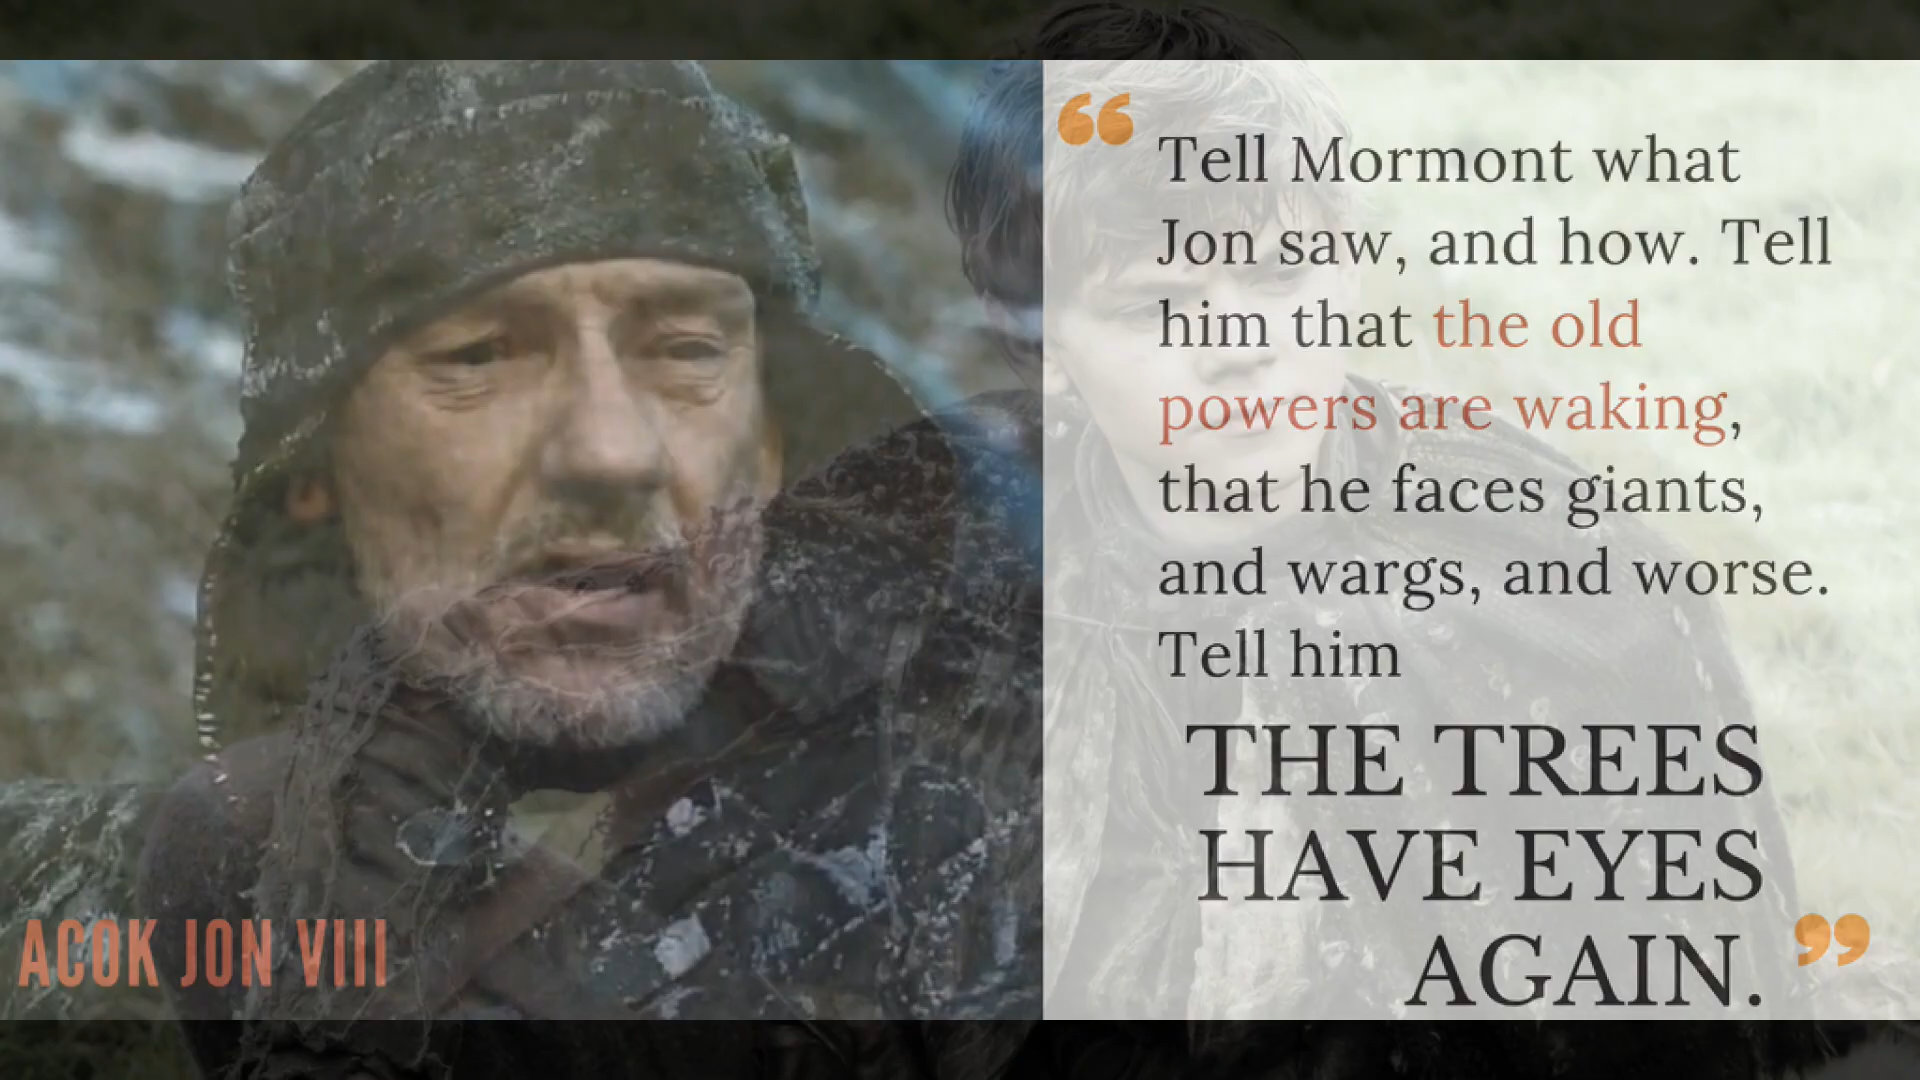 “ Tell Mormont what
Jon saw, and how. Tell
him that the old
powers are waking,
that he faces giants,
and wargs, and worse.
Tell him
THE TREES
HAVE EYES
AGAIN. ”
ACOK JON VIII